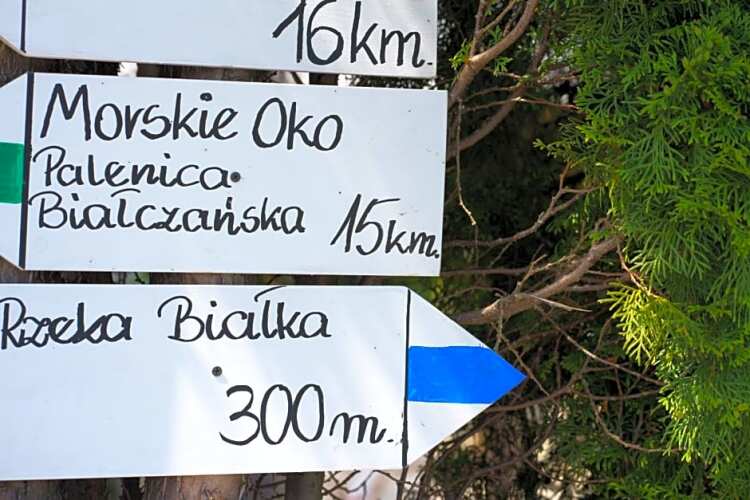 16km.
Morskie Oko
Palenica
Białczańska 15km.
Rzeka Białka
300m.